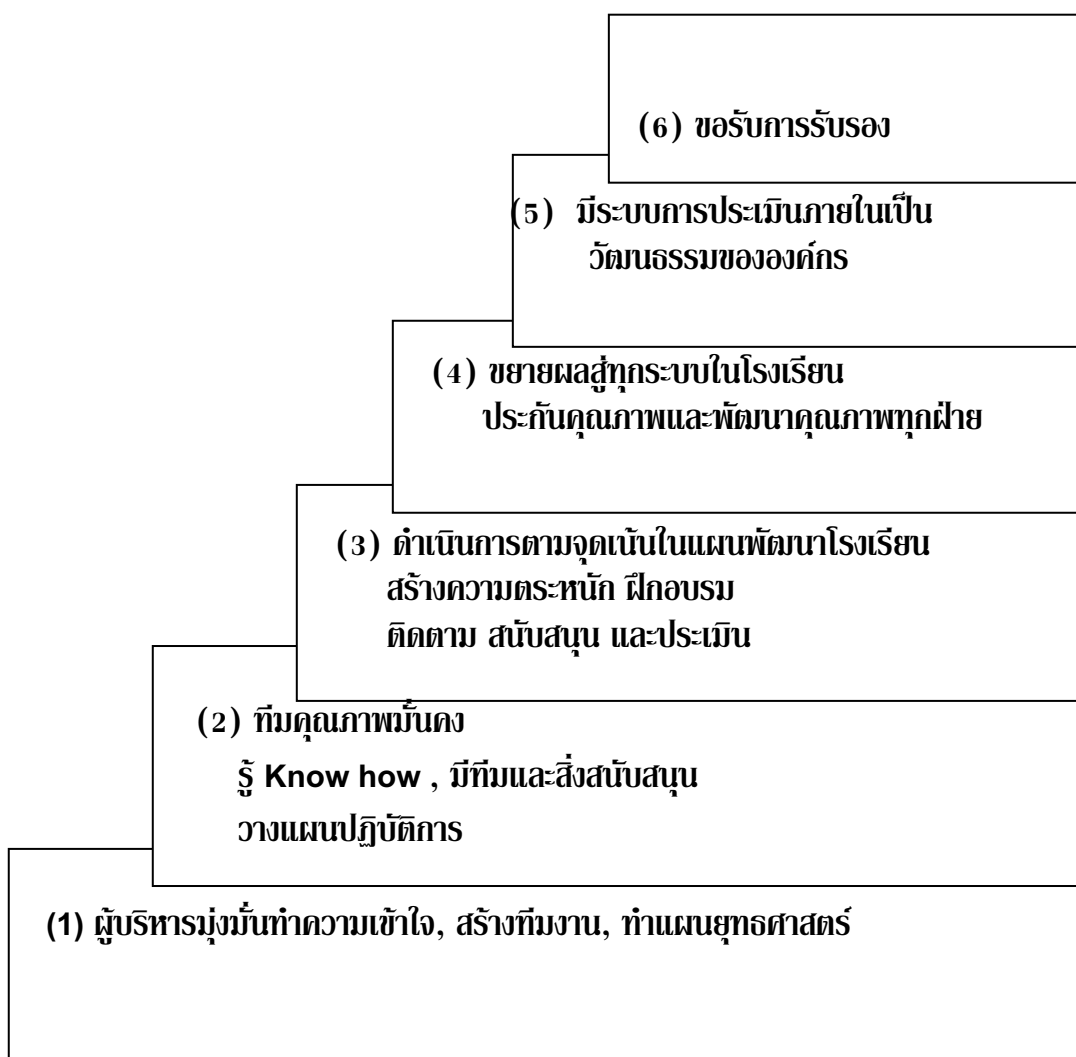 (6) ขอรับการรับรอง
(5) มีระบบการประเมินภายในเป็น
วัฒนธรรมขององค์กร
(4) ขยายผลสู่ทุกระบบในโรงเรียน
ประกันคุณภาพและพัฒนาคุณภาพทุกฝ่าย
(3) ดำเนินการตามจุดเน้นในแผนพัฒนาโรงเรียน
สร้างความตระหนัก ฝึกอบรม
ติดตาม สนับสนุน และประเมิน
(2) ทีมคุณภาพมั่นคง
รู้ Know how , มีทีมและสิ่งสนับสนุน
วางแผนปฏิบัติการ
(1) ผู้บริหารมุ่งมั่นทำความเข้าใจ, สร้างทีมงาน, ทำแผนยุทธศาสตร์